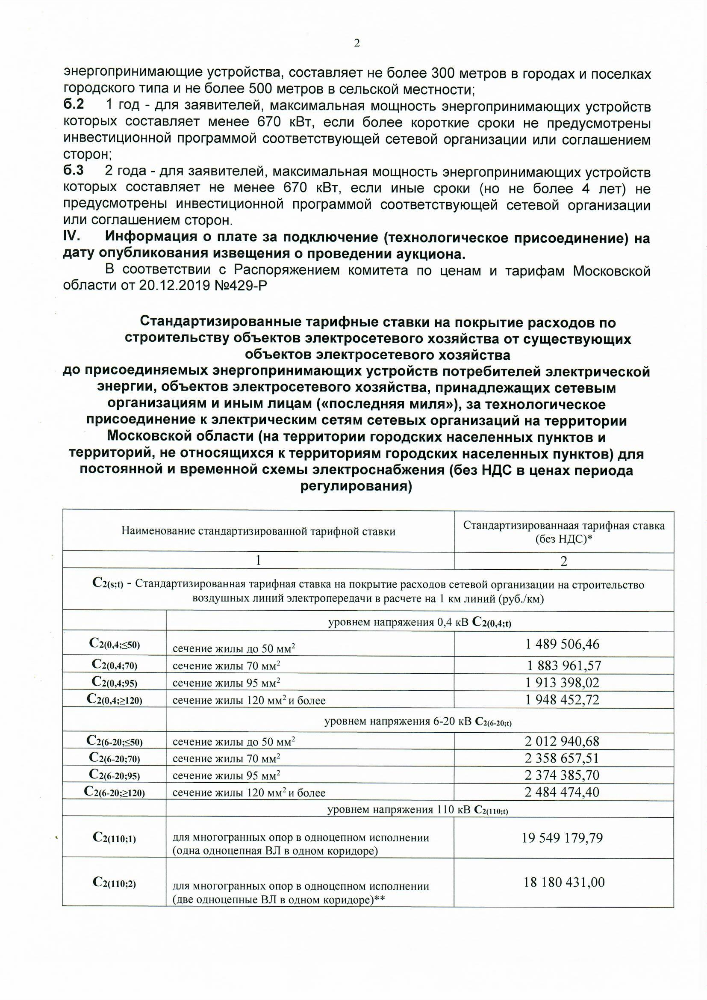 2
энергопринимающие устройства, составляет не более 300 метров в городах и поселках
городского типа и не более 500 метров в сельской местности;
б.2 1 год - для заявителей, максимальная мощность энергопринимающих устройств
которых составляет менее 670 кВт, если более короткие сроки не предусмотрены
инвестиционной программой соответствующей сетевой организации или соглашением
сторон;
б.3 2 года - для заявителей, максимальная мощность энергопринимающих устройств
которых составляет не менее 670 кВт, если иные сроки (но не более 4 лет) не
предусмотрены инвестиционной программой соответствующей сетевой организации
или соглашением сторон.
IV. Информация о плате за подключение (технологическое присоединение) на
дату опубликования извещения о проведении аукциона.
В соответствии с Распоряжением комитета по ценам и тарифам Московской
области от 20.12.2019 №429-Р
Стандартизированные тарифные ставки на покрытие расходов по
строительству объектов электросетевого хозяйства от существующих
объектов электросетевого хозяйства
до присоединяемых энергопринимающих устройств потребителей электрической
энергии, объектов электросетевого хозяйства, принадлежащих сетевым
организациям и иным лицам («последняя миля»), за технологическое
присоединение к электрическим сетям сетевых организаций на территории
Московской области (на территории городских населенных пунктов и
территорий, не относящихся к территориям городских населенных пунктов) для
постоянной и временной схемы электроснабжения (без НДС в ценах периода
регулирования)
Наименование стандартизированной тарифной ставки
Стандартизированнаая тарифная ставка
(без НДС)*
1 2
C2(s;t) - Стандартизированная тарифная ставка на покрытие расходов сетевой организации на строительство
воздушных линий электропередачи в расчете на 1 км линий (руб./км)
уровнем напряжения 0,4 кВ C2(0,4;t)
C2(0,4;≤50) сечение жилы до 50 мм² 1 489 506,46
C2(0,4;70) сечение жилы 70 мм² 1 883 961,57
C2(0,4;95) сечение жилы 95 мм² 1 913 398,02
C2(0,4;≥120) сечение жилы 120 мм² и более 1 948 452,72
уровнем напряжения 6-20 кВ C2(6-20;t)
C2(6-20;≤50) сечение жилы до 50 мм² 2 012 940,68
C2(6-20;70) сечение жилы 70 мм² 2 358 657,51
C2(6-20;95) сечение жилы 95 мм² 2 374 385,70
C2(6-20;≥120) сечение жилы 120 мм² и более 2 484 474,40
уровнем напряжения 110 кВ C2(110;t)
C2(110;1) для многогранных опор в одноцепном исполнении 19 549 179,79
(одна одноцепная ВЛ в одном коридоре)
C2(110;2) для многогранных опор в одноцепном исполнении 18 180 431,00
(две одноцепные ВЛ в одном коридоре)**